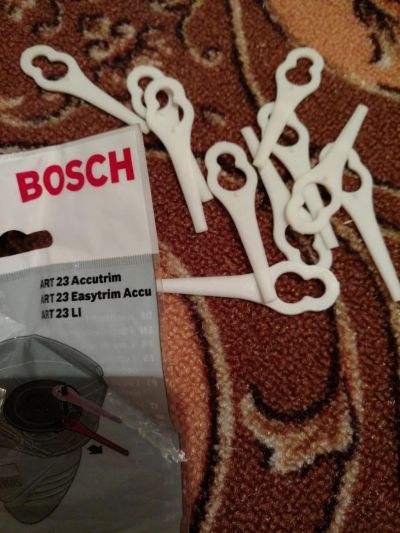 BOSCH
ART 23 Accutrim
ART 23 Easytrim Accu
ART 23 LI